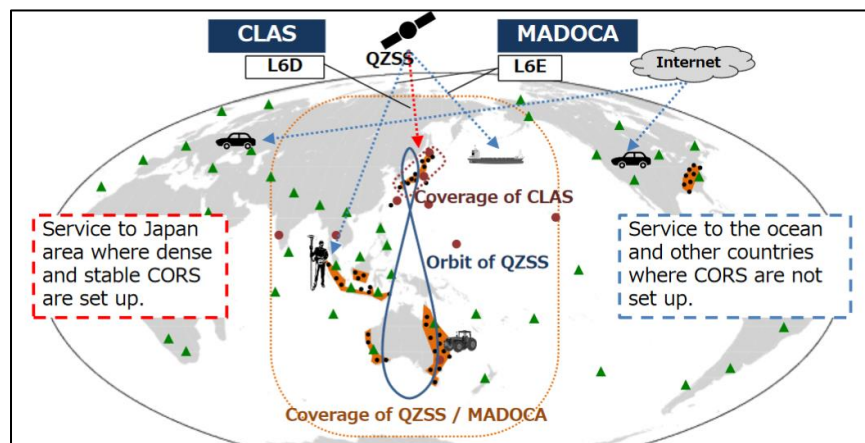 CLAS
MADOCA
QZSS
L6D
L6E
Internet
Coverage of CLAS
Service to Japan
area where dense
and stable CORS
are set up.
Orbit of QZSS
Service to the ocean
and other countries
where CORS are not
set up.
Coverage of QZSS / MADOCA